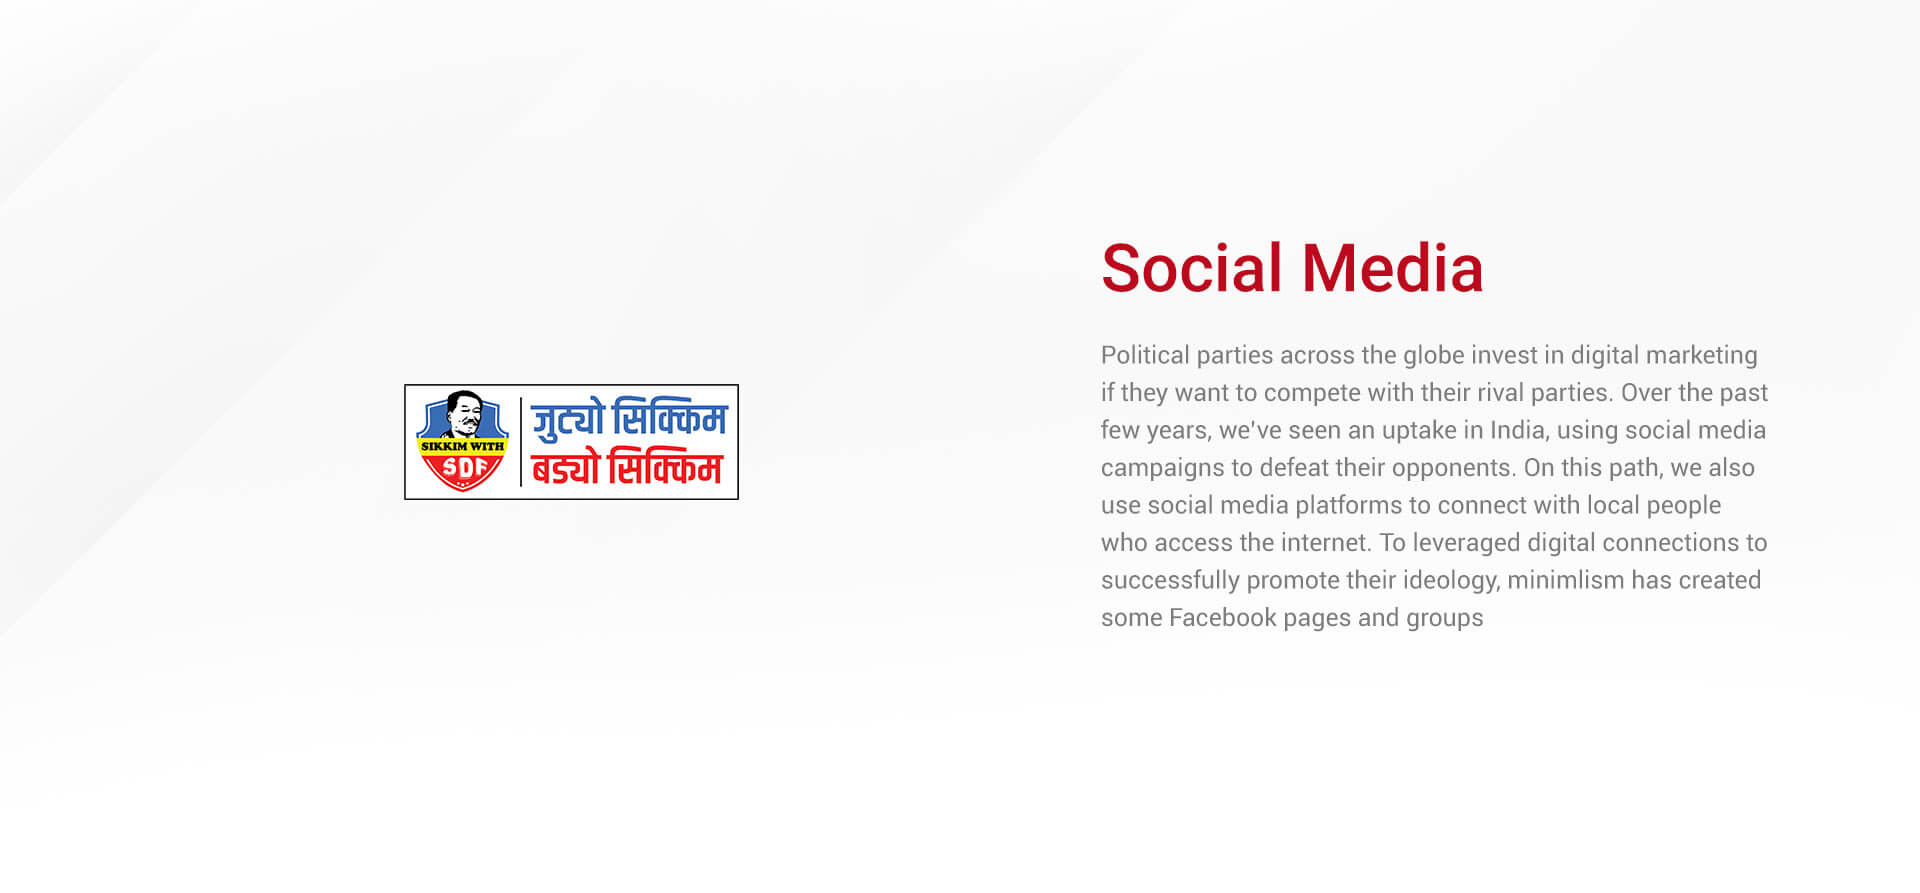 SIKKIM WITH
SDF
जुट्यो सिक्किम
बड्यो सिक्किम
Social Media
Political parties across the globe invest in digital marketing
if they want to compete with their rival parties. Over the past
few years, we've seen an uptake in India, using social media
campaigns to defeat their opponents. On this path, we also
use social media platforms to connect with local people
who access the internet. To leveraged digital connections to
successfully promote their ideology, minimlism has created
some Facebook pages and groups